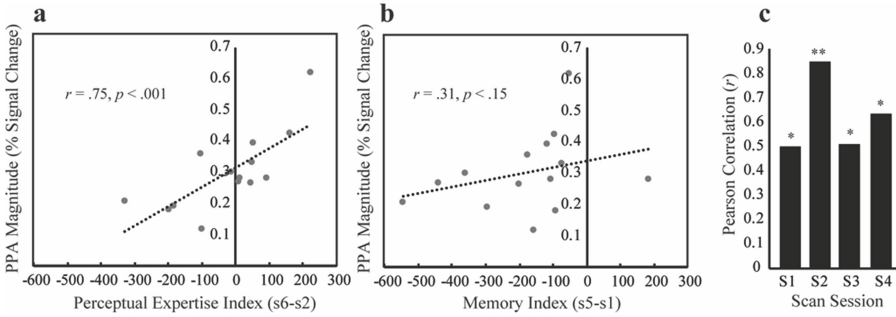 a
PPA Magnitude (% Signal Change)
0.7
0.6
0.5
0.4
0.3
0.2
0.1
r = .75, p < .001
-600 -500 -400 -300 -200 -100 0 100 200 300
Perceptual Expertise Index (s6-s2)
b
PPA Magnitude (% Signal Change)
0.7
0.6
0.5
0.4
0.3
0.2
0.1
r = .31, p < .15
-600 -500 -400 -300 -200 -100 0 100 200 300
Memory Index (s5-s1)
c
Pearson Correlation (r)
0.9
0.8
0.7
0.6
0.5
0.4
0.3
0.2
0.1
0
* ** * *
S1 S2 S3 S4
Scan Session